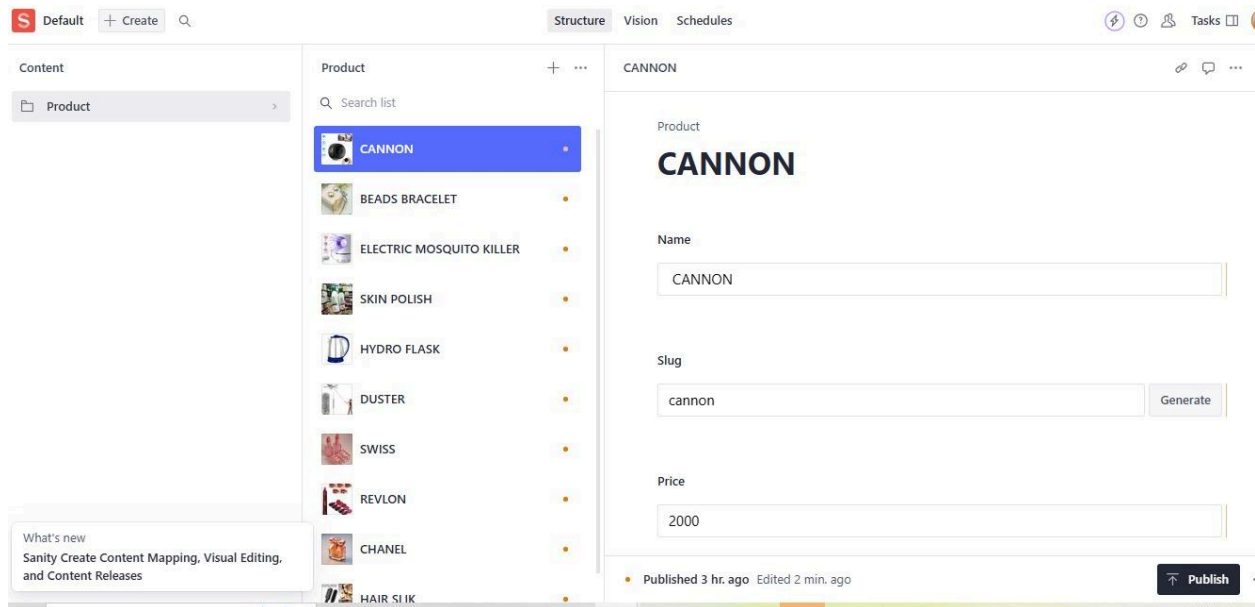 S Default + Create Structure Vision Schedules Tasks
Content
Product
Product
Search list
CANNON
BEADS BRACELET
ELECTRIC MOSQUITO KILLER
SKIN POLISH
HYDRO FLASK
DUSTER
SWISS
REVLON
CHANEL
HAIR SLIK
CANNON
Product
CANNON
Name
CANNON
Slug
cannon Generate
Price
2000
What's new
Sanity Create Content Mapping, Visual Editing,
and Content Releases
Published 3 hr. ago Edited 2 min. ago Publish